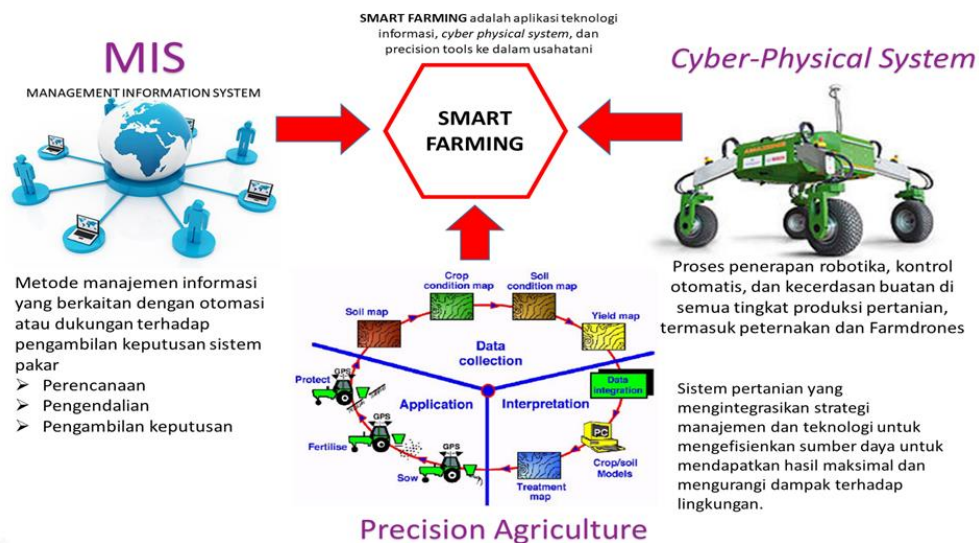 SMART FARMING adalah aplikasi teknologi
informasi, cyber physical system, dan
precision tools ke dalam usahatani
MIS
MANAGEMENT INFORMATION SYSTEM
SMART
FARMING
Cyber-Physical System
Metode manajemen informasi
yang berkaitan dengan otomasi
atau dukungan terhadap
pengambilan keputusan sistem
pakar
➤ Perencanaan
➤ Pengendalian
➤ Pengambilan keputusan
Proses penerapan robotika, kontrol
otomatis, dan kecerdasan buatan di
semua tingkat produksi pertanian,
termasuk peternakan dan Farmdrones
Sistem pertanian yang
mengintegrasikan strategi
manajemen dan teknologi untuk
mengefisienkan sumber daya untuk
mendapatkan hasil maksimal dan
mengurangi dampak terhadap
lingkungan.
Soil map
Crop
condition map
Soil
condition map
Yield map
Data
collection
Data
integration
Interpretation
PC
Crop/soil
Models
Treatment
map
Application
GPS
Sow
GPS
Fertilise
GPS
Protect
Precision Agriculture